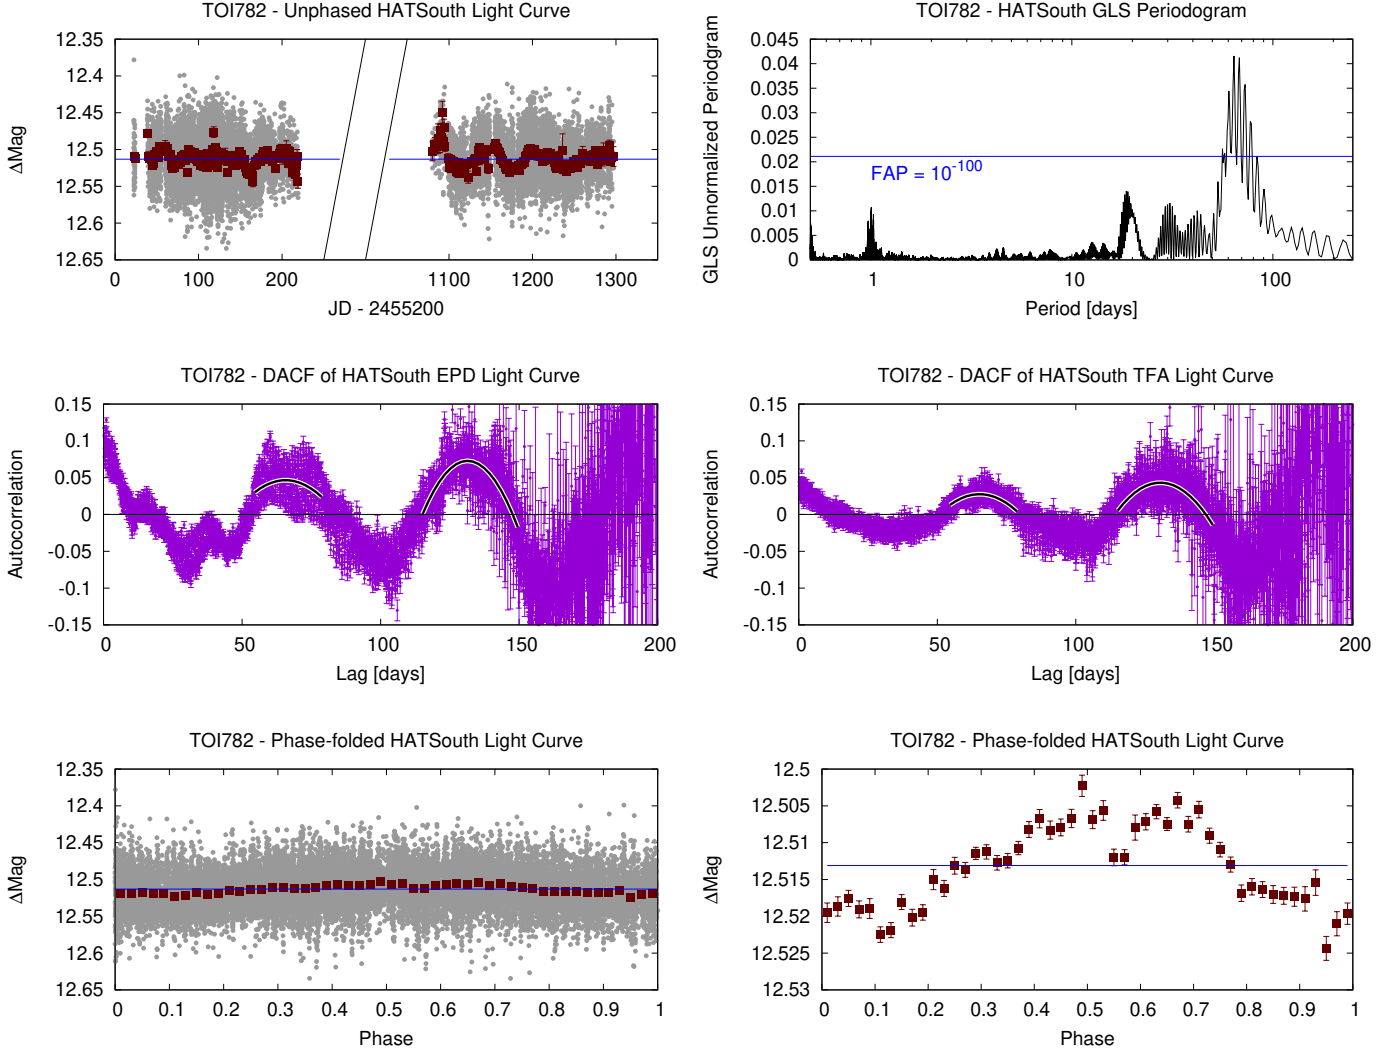 TOI782 - Unphased HATSouth Light Curve
12.35
12.4
12.45
12.5
12.55
12.6
12.65
ΔMag
0 100 200 1100 1200 1300
JD - 2455200
TOI782 - HATSouth GLS Periodogram
0.045
0.04
0.035
0.03
0.025
0.02
0.015
0.01
0.005
0
GLS Unnormalized Periodgram
FAP = 10^-100
1 10 100
Period [days]
TOI782 - DACF of HATSouth EPD Light Curve
0.15
0.1
0.05
0
-0.05
-0.1
-0.15
Autocorrelation
0 50 100 150 200
Lag [days]
TOI782 - DACF of HATSouth TFA Light Curve
0.15
0.1
0.05
0
-0.05
-0.1
-0.15
Autocorrelation
0 50 100 150 200
Lag [days]
TOI782 - Phase-folded HATSouth Light Curve
12.35
12.4
12.45
12.5
12.55
12.6
12.65
ΔMag
0 0.1 0.2 0.3 0.4 0.5 0.6 0.7 0.8 0.9 1
Phase
TOI782 - Phase-folded HATSouth Light Curve
12.5
12.505
12.51
12.515
12.52
12.525
12.53
ΔMag
0 0.1 0.2 0.3 0.4 0.5 0.6 0.7 0.8 0.9 1
Phase